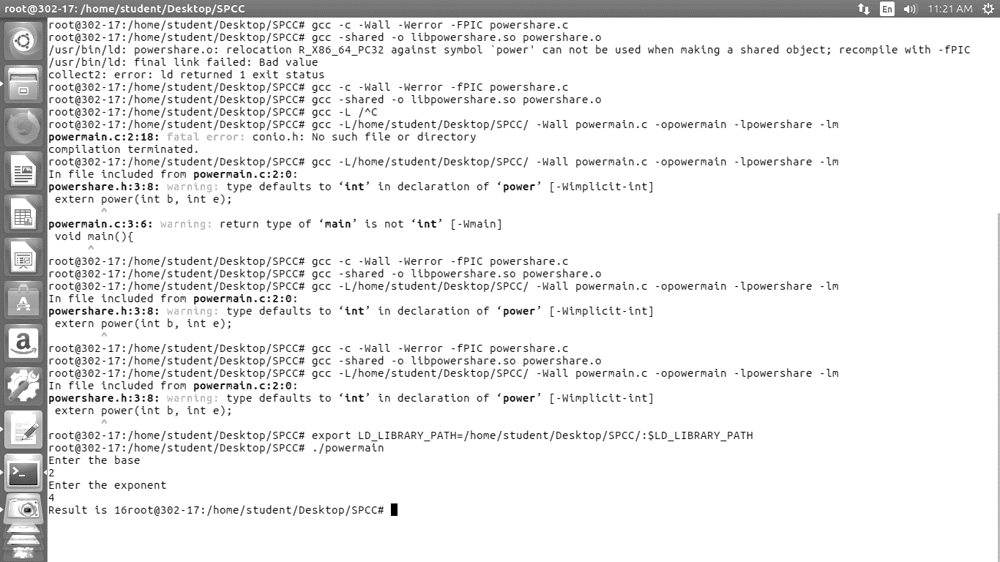 root@302-17: /home/student/Desktop/SPCC
En
11:21 AM
root@302-17:/home/student/Desktop/SPCC# gcc -c -Wall -Werror -FPIC powershare.c
root@302-17:/home/student/Desktop/SPCC# gcc -shared -o libpowershare.so powershare.o
/usr/bin/ld: powershare.o: relocation R_X86_64_PC32 against symbol `power' can not be used when making a shared object; recompile with -fPIC
/usr/bin/ld: final link failed: Bad value
collect2: error: ld returned 1 exit status
root@302-17:/home/student/Desktop/SPCC# gcc -c -Wall -Werror -fPIC powershare.c
root@302-17:/home/student/Desktop/SPCC# gcc -shared -o libpowershare.so powershare.o
root@302-17:/home/student/Desktop/SPCC# gcc -L /^C
root@302-17:/home/student/Desktop/SPCC# gcc -L/home/student/Desktop/SPCC/ -Wall powermain.c -opowermain -lpowershare -lm
powermain.c:2:18: fatal error: conio.h: No such file or directory
compilation terminated.
root@302-17:/home/student/Desktop/SPCC# gcc -L/home/student/Desktop/SPCC/ -Wall powermain.c -opowermain -lpowershare -lm
In file included from powermain.c:2:0:
powershare.h:3:8: warning: type defaults to ‘int’ in declaration of ‘power’ [-Wimplicit-int]
 extern power(int b, int e);
        ^
powermain.c:3:6: warning: return type of ‘main’ is not ‘int’ [-Wmain]
 void main(){
      ^
root@302-17:/home/student/Desktop/SPCC# gcc -c -Wall -Werror -fPIC powershare.c
root@302-17:/home/student/Desktop/SPCC# gcc -shared -o libpowershare.so powershare.o
root@302-17:/home/student/Desktop/SPCC# gcc -L/home/student/Desktop/SPCC/ -Wall powermain.c -opowermain -lpowershare -lm
In file included from powermain.c:2:0:
powershare.h:3:8: warning: type defaults to ‘int’ in declaration of ‘power’ [-Wimplicit-int]
 extern power(int b, int e);
        ^
root@302-17:/home/student/Desktop/SPCC# gcc -c -Wall -Werror -fPIC powershare.c
root@302-17:/home/student/Desktop/SPCC# gcc -shared -o libpowershare.so powershare.o
root@302-17:/home/student/Desktop/SPCC# gcc -L/home/student/Desktop/SPCC/ -Wall powermain.c -opowermain -lpowershare -lm
In file included from powermain.c:2:0:
powershare.h:3:8: warning: type defaults to ‘int’ in declaration of ‘power’ [-Wimplicit-int]
 extern power(int b, int e);
        ^
root@302-17:/home/student/Desktop/SPCC# export LD_LIBRARY_PATH=/home/student/Desktop/SPCC/:$LD_LIBRARY_PATH
root@302-17:/home/student/Desktop/SPCC# ./powermain
Enter the base
2
Enter the exponent
4
Result is 16root@302-17:/home/student/Desktop/SPCC#